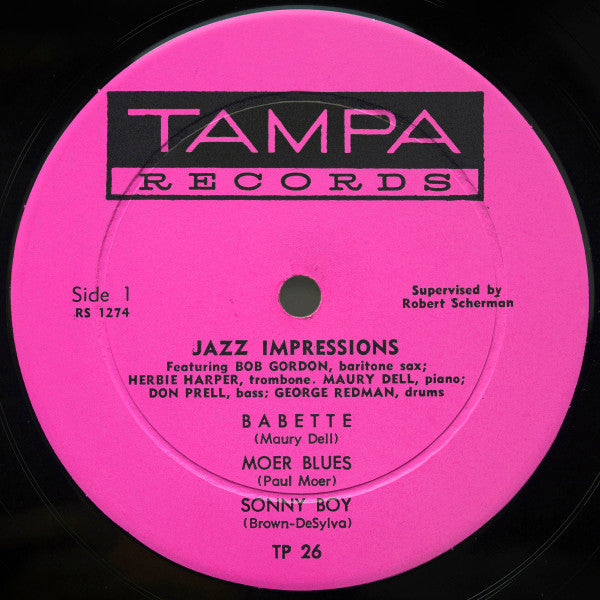 TAMPA
RECORDS
Side 1
RS 1274
Supervised by
Robert Scherman
JAZZ IMPRESSIONS
Featuring BOB GORDON, baritone sax;
HERBIE HARPER, trombone. MAURY DELL, piano;
DON PRELL, bass; GEORGE REDMAN, drums
BABETTE
(Maury Dell)
MOER BLUES
(Paul Moer)
SONNY BOY
(Brown-DeSylva)
TP 26